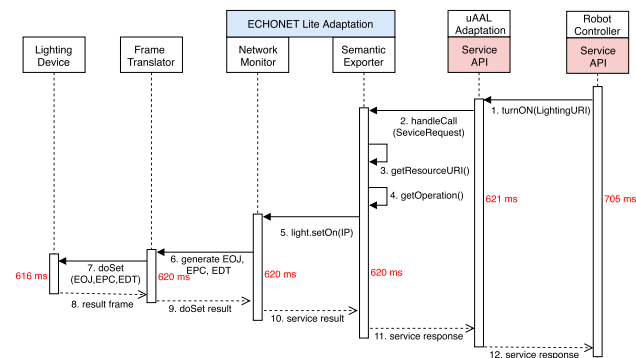 ECHONET Lite Adaptation
uAAL
Adaptation
Robot
Controller
Lighting
Device
Frame
Translator
Network
Monitor
Semantic
Exporter
Service
API
Service
API
1. turnON(LightingURI)
2. handleCall
(SeviceRequest)
3. getResourceURI()
4. getOperation()
621 ms
705 ms
5. light.setOn(IP)
6. generate EOJ,
EPC, EDT
7. doSet
(EOJ,EPC,EDT)
616 ms
620 ms
620 ms
620 ms
8. result frame
9. doSet result
10. service result
11. service response
12. service response